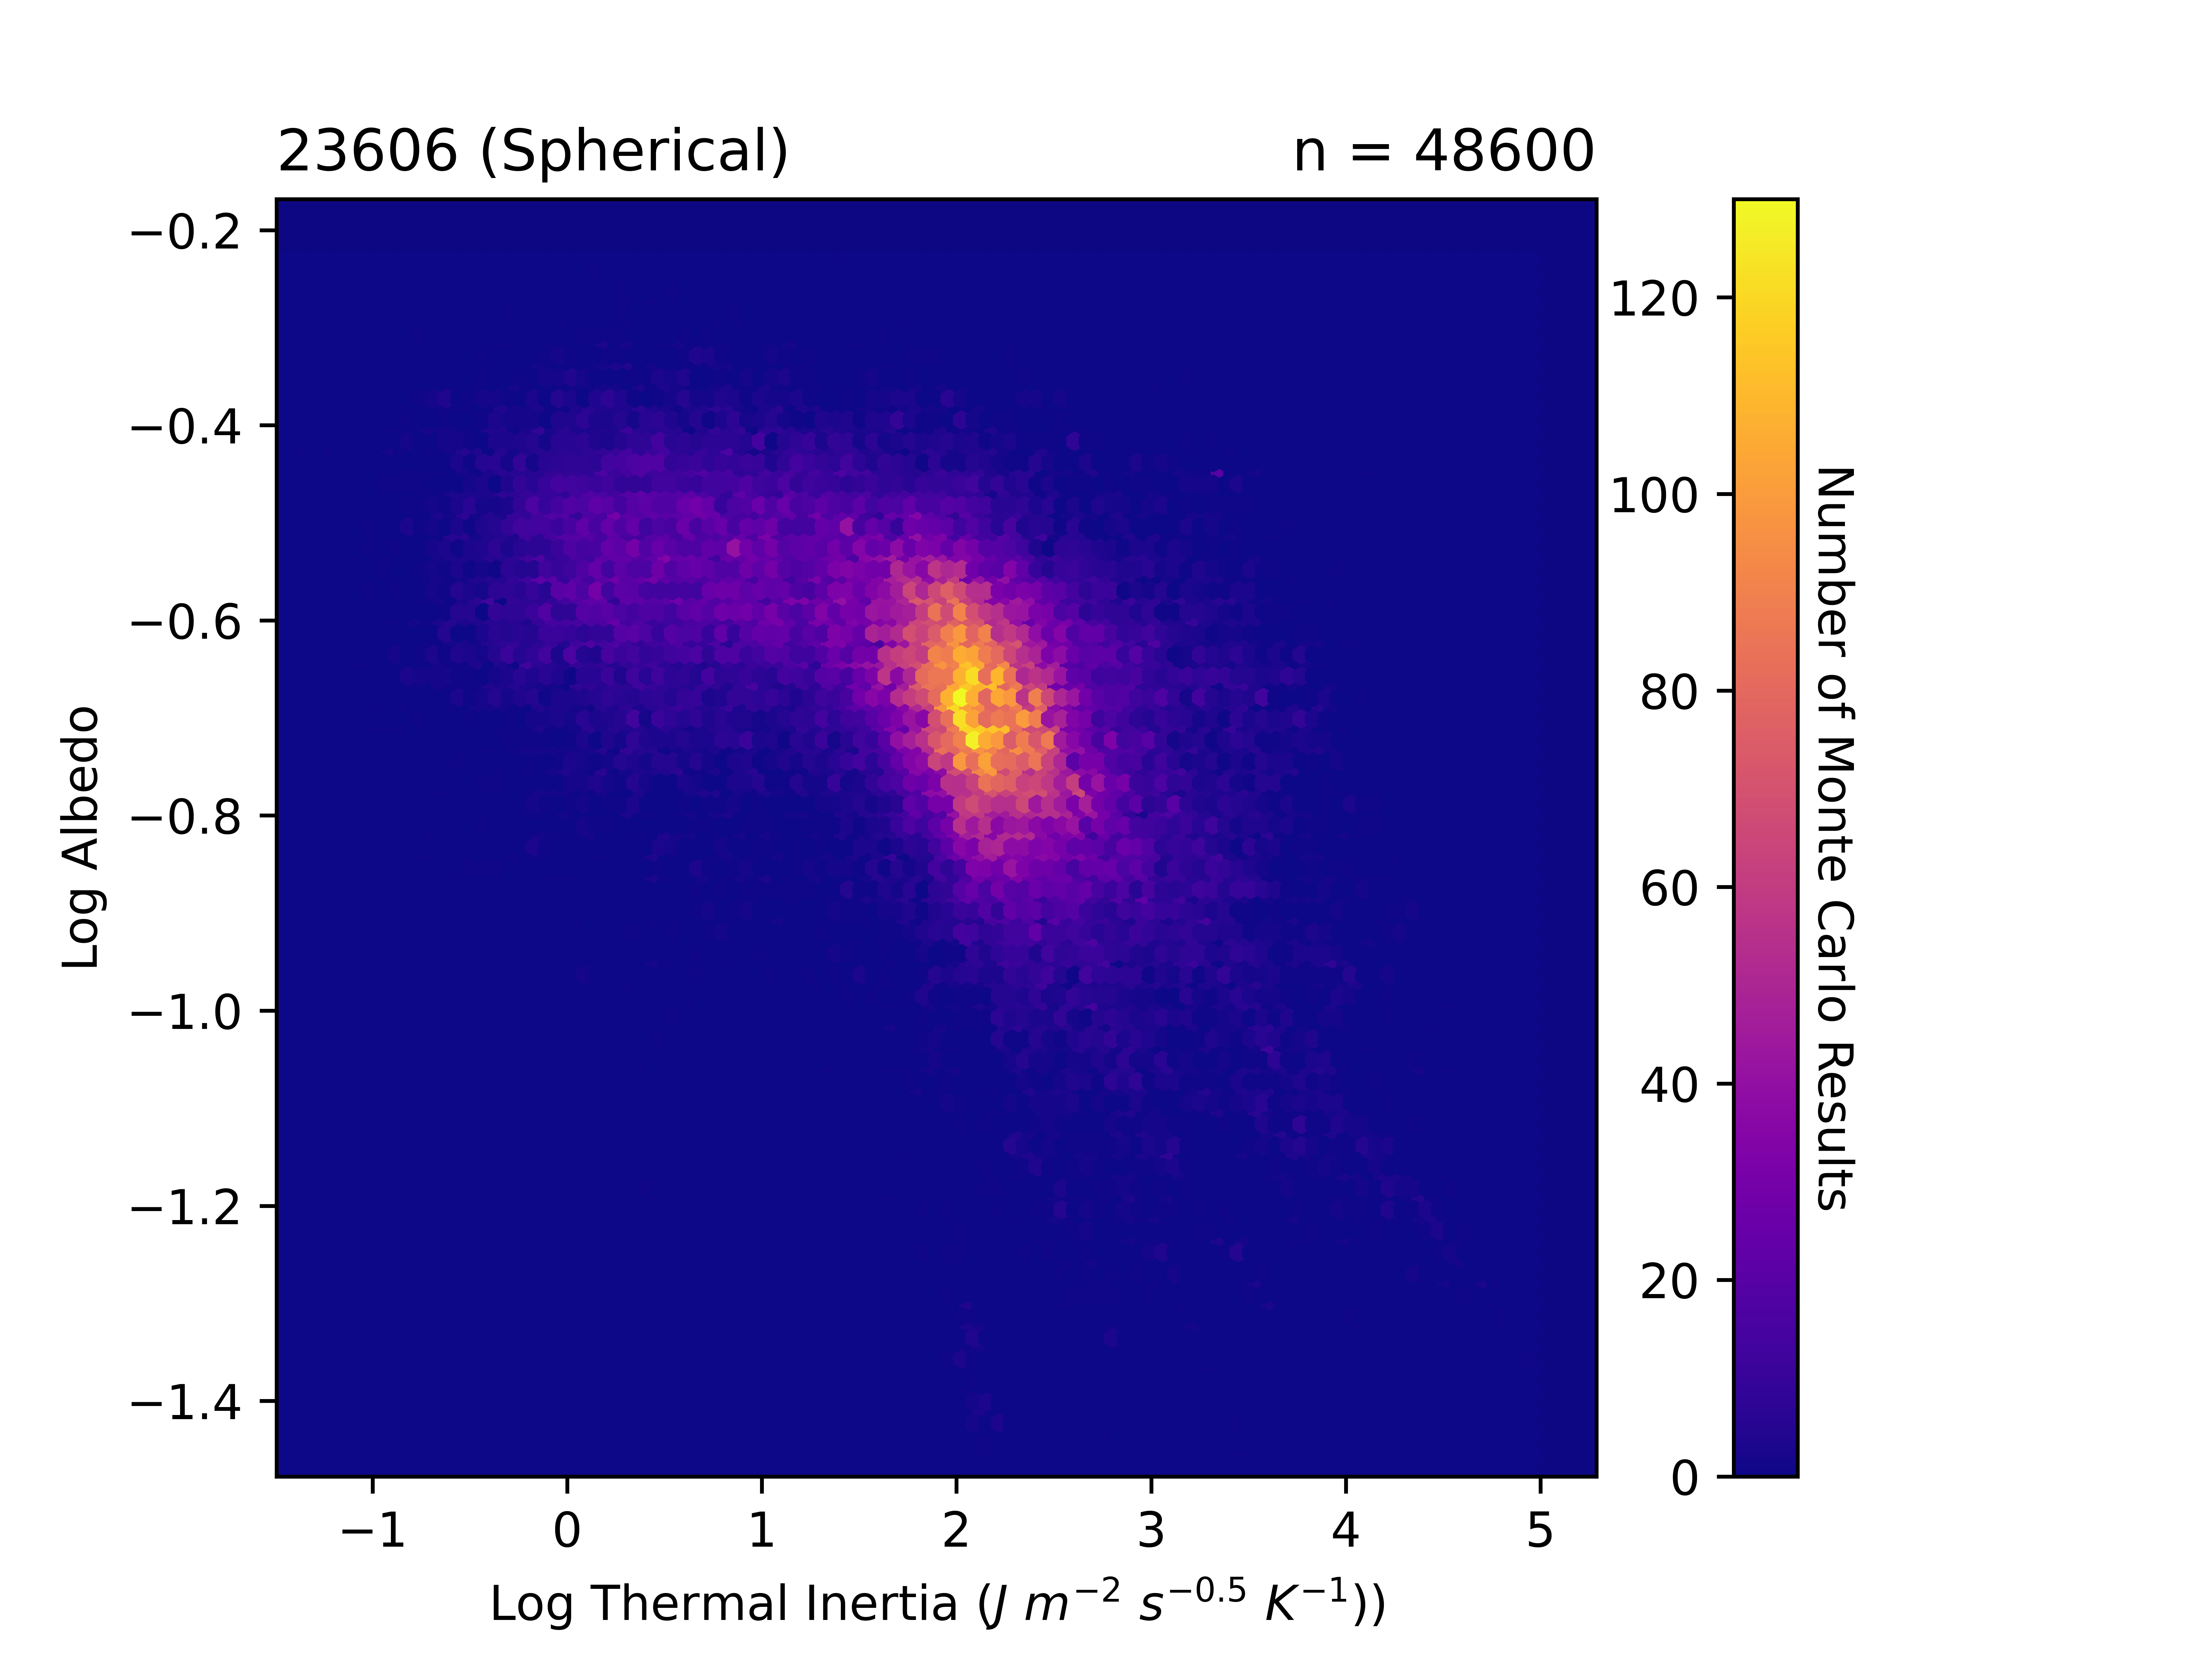 23606 (Spherical)
n = 48600
−0.2
−0.4
−0.6
−0.8
−1.0
−1.2
−1.4
Log Albedo
−1 0 1 2 3 4 5
Log Thermal Inertia (J m⁻² s⁻⁰·⁵ K⁻¹))
120
100
80
60
40
20
0
Number of Monte Carlo Results